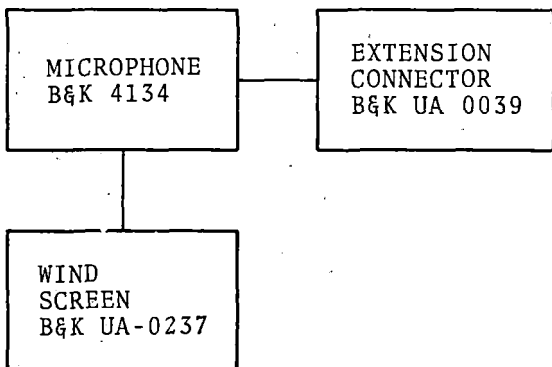 MICROPHONE
B&K 4134
EXTENSION
CONNECTOR
B&K UA 0039
WIND
SCREEN
B&K UA-0237